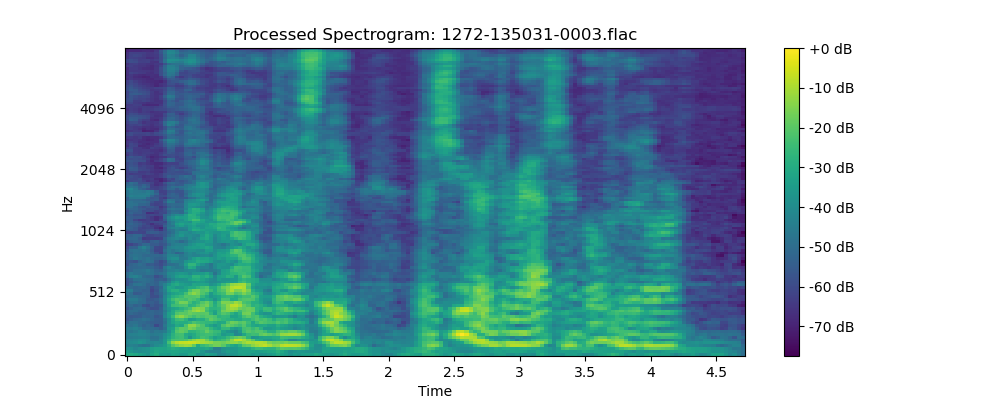 Processed Spectrogram: 1272-135031-0003.flac
+0 dB
-10 dB
-20 dB
-30 dB
-40 dB
-50 dB
-60 dB
-70 dB
4096
2048
1024
512
0
Hz
0 0.5 1 1.5 2 2.5 3 3.5 4 4.5
Time